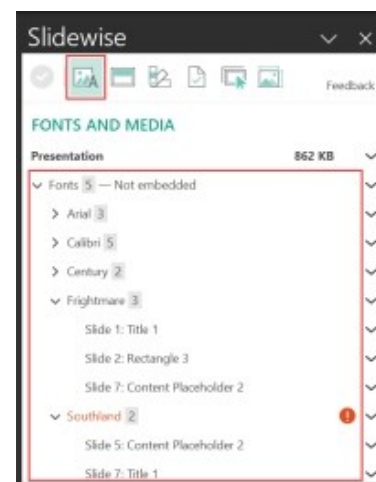 Slidewise
Feedback
FONTS AND MEDIA
Presentation 862 KB
Fonts 5 — Not embedded
Arial 3
Calibri 5
Century 2
Frightmare 3
Slide 1: Title 1
Slide 2: Rectangle 3
Slide 7: Content Placeholder 2
Southland 2
Slide 5: Content Placeholder 2
Slide 7: Title 1